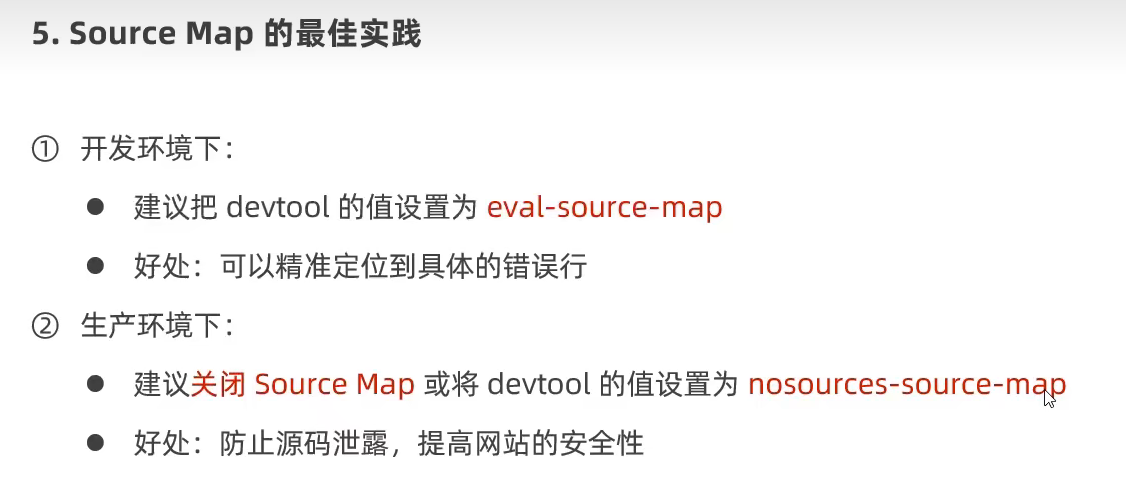 5. Source Map 的最佳实践
① 开发环境下：
● 建议把 devtool 的值设置为 eval-source-map
● 好处：可以精准定位到具体的错误行
② 生产环境下：
● 建议关闭 Source Map 或将 devtool 的值设置为 nosources-source-map
● 好处：防止源码泄露，提高网站的安全性